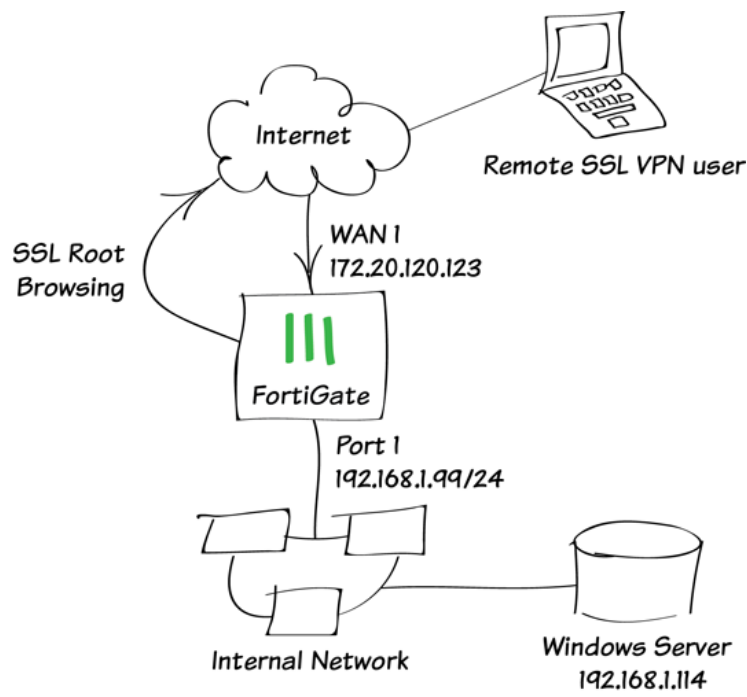 Internet
Remote SSL VPN user
WAN 1
172.20.120.123
SSL Root
Browsing
FortiGate
Port 1
192.168.1.99/24
Internal Network
Windows Server
192.168.1.114